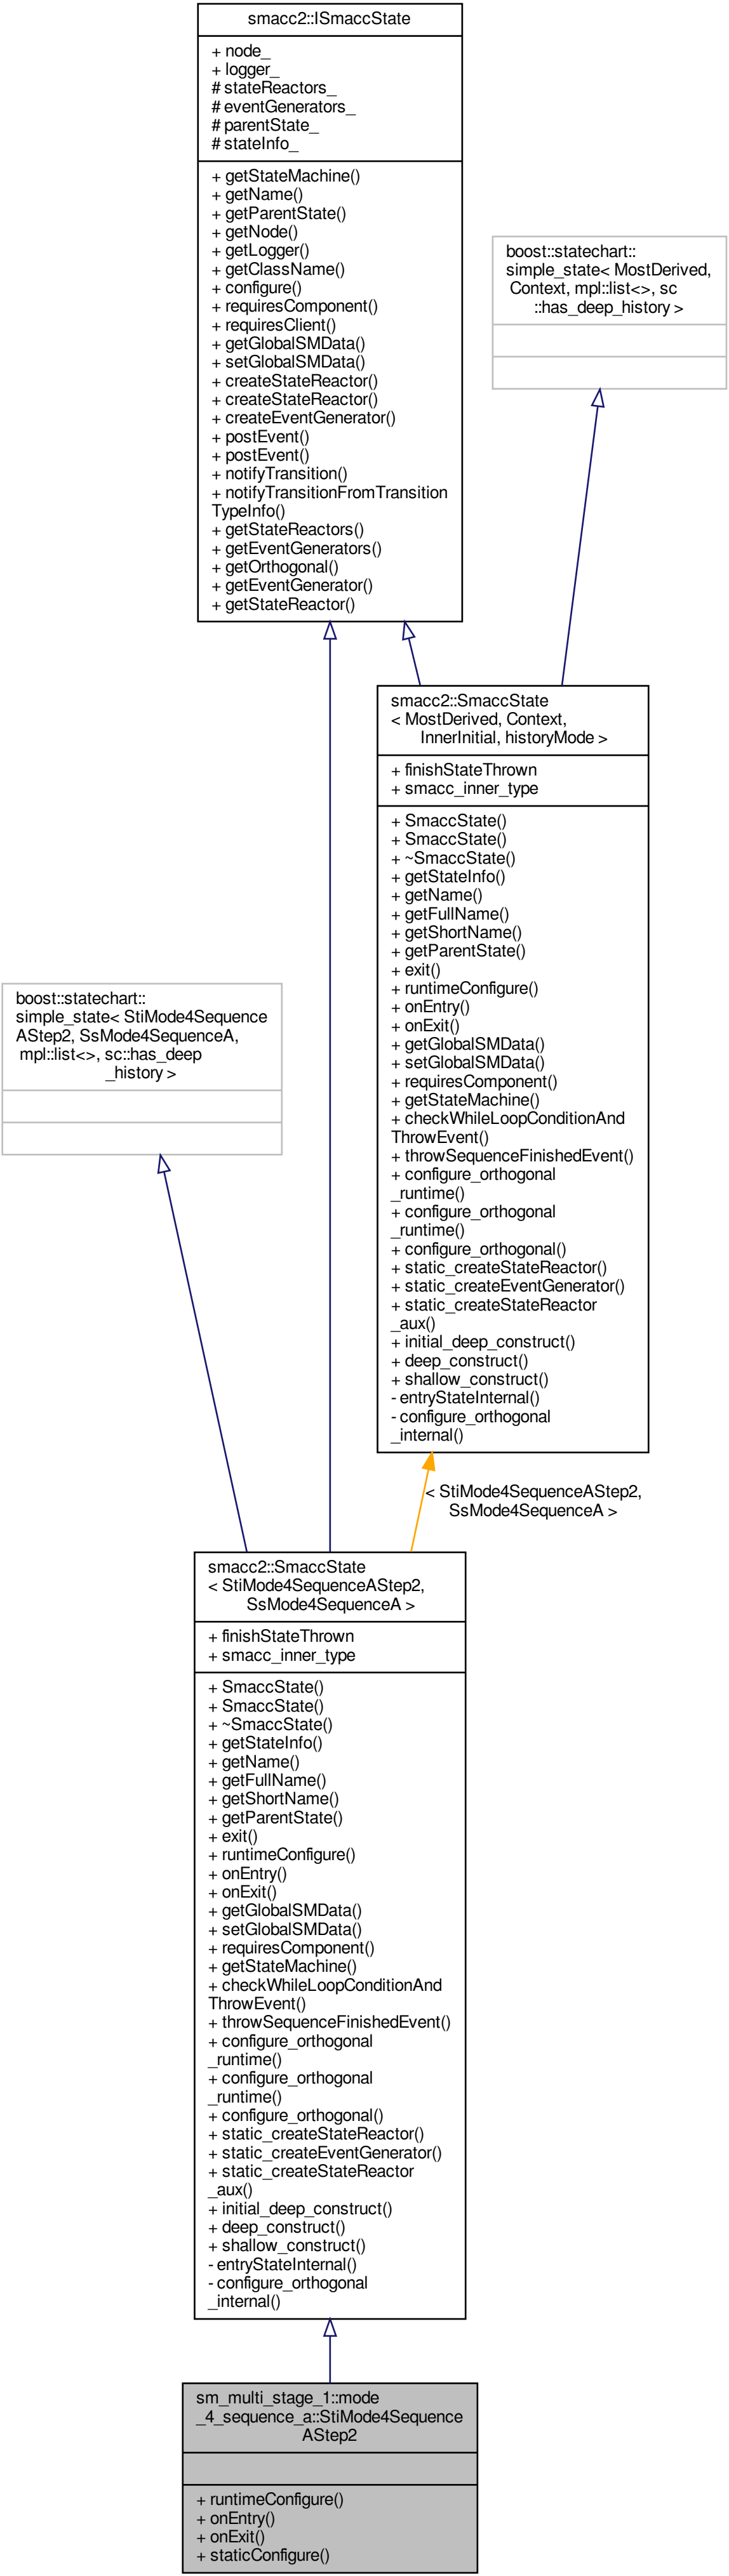 smacc2::ISmaccState
+ node_
+ logger_
# stateReactors_
# eventGenerators_
# parentState_
# stateInfo_
+ getStateMachine()
+ getName()
+ getParentState()
+ getNode()
+ getLogger()
+ getClassName()
+ configure()
+ requiresComponent()
+ requiresClient()
+ getGlobalSMData()
+ setGlobalSMData()
+ createStateReactor()
+ createStateReactor()
+ createEventGenerator()
+ postEvent()
+ postEvent()
+ notifyTransition()
+ notifyTransitionFromTransition
TypeInfo()
+ getStateReactors()
+ getEventGenerators()
+ getOrthogonal()
+ getEventGenerator()
+ getStateReactor()
boost::statechart::
simple_state< MostDerived,
Context, mpl::list<>, sc
::has_deep_history >
smacc2::SmaccState
< MostDerived, Context,
InnerInitial, historyMode >
+ finishStateThrown
+ smacc_inner_type
+ SmaccState()
+ SmaccState()
+ ~SmaccState()
+ getStateInfo()
+ getName()
+ getFullName()
+ getShortName()
+ getParentState()
+ exit()
+ runtimeConfigure()
+ onEntry()
+ onExit()
+ getGlobalSMData()
+ setGlobalSMData()
+ requiresComponent()
+ getStateMachine()
+ checkWhileLoopConditionAnd
ThrowEvent()
+ throwSequenceFinishedEvent()
+ configure_orthogonal
_runtime()
+ configure_orthogonal
_runtime()
+ configure_orthogonal()
+ static_createStateReactor()
+ static_createEventGenerator()
+ static_createStateReactor
_aux()
+ initial_deep_construct()
+ deep_construct()
+ shallow_construct()
- entryStateInternal()
- configure_orthogonal
_internal()
boost::statechart::
simple_state< StiMode4Sequence
AStep2, SsMode4SequenceA,
mpl::list<>, sc::has_deep
_history >
< StiMode4SequenceAStep2,
SsMode4SequenceA >
smacc2::SmaccState
< StiMode4SequenceAStep2,
SsMode4SequenceA >
+ finishStateThrown
+ smacc_inner_type
+ SmaccState()
+ SmaccState()
+ ~SmaccState()
+ getStateInfo()
+ getName()
+ getFullName()
+ getShortName()
+ getParentState()
+ exit()
+ runtimeConfigure()
+ onEntry()
+ onExit()
+ getGlobalSMData()
+ setGlobalSMData()
+ requiresComponent()
+ getStateMachine()
+ checkWhileLoopConditionAnd
ThrowEvent()
+ throwSequenceFinishedEvent()
+ configure_orthogonal
_runtime()
+ configure_orthogonal
_runtime()
+ configure_orthogonal()
+ static_createStateReactor()
+ static_createEventGenerator()
+ static_createStateReactor
_aux()
+ initial_deep_construct()
+ deep_construct()
+ shallow_construct()
- entryStateInternal()
- configure_orthogonal
_internal()
sm_multi_stage_1::mode
_4_sequence_a::StiMode4Sequence
AStep2
+ runtimeConfigure()
+ onEntry()
+ onExit()
+ staticConfigure()